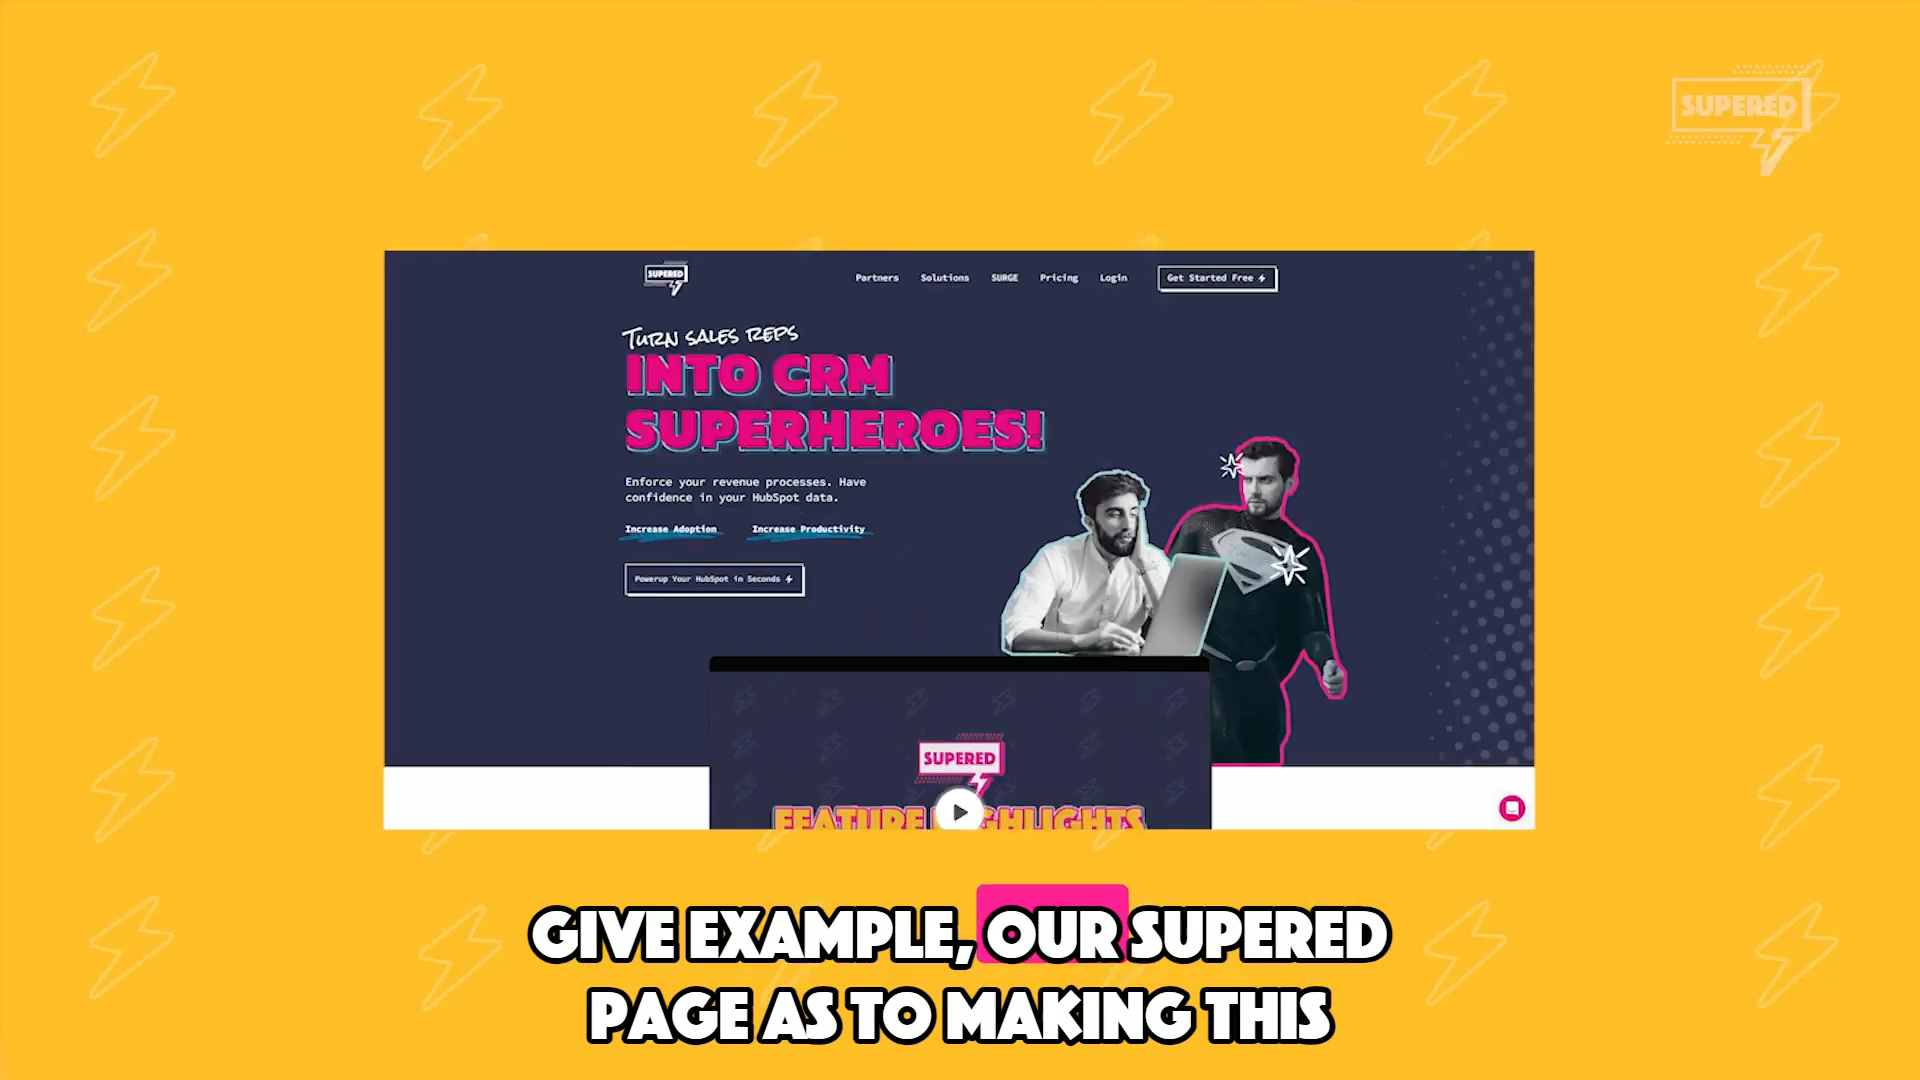 SUPERED
SUPERED
Partners Solutions SURGE Pricing Login Get Started Free
TURN SALES REPS
INTO CRM
SUPERHEROES!
Enforce your revenue processes. Have
confidence in your HubSpot data.
Increase Adoption Increase Productivity
Powerup Your HubSpot in Seconds
SUPERED
FEATURE HIGHLIGHTS
GIVE EXAMPLE, OUR SUPERED
PAGE AS TO MAKING THIS